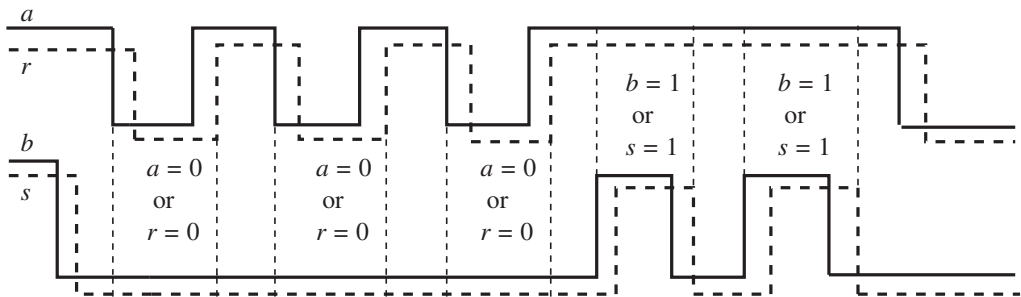 a
r
b = 1
or
s = 1
b = 1
or
s = 1
b
s
a = 0
or
r = 0
a = 0
or
r = 0
a = 0
or
r = 0